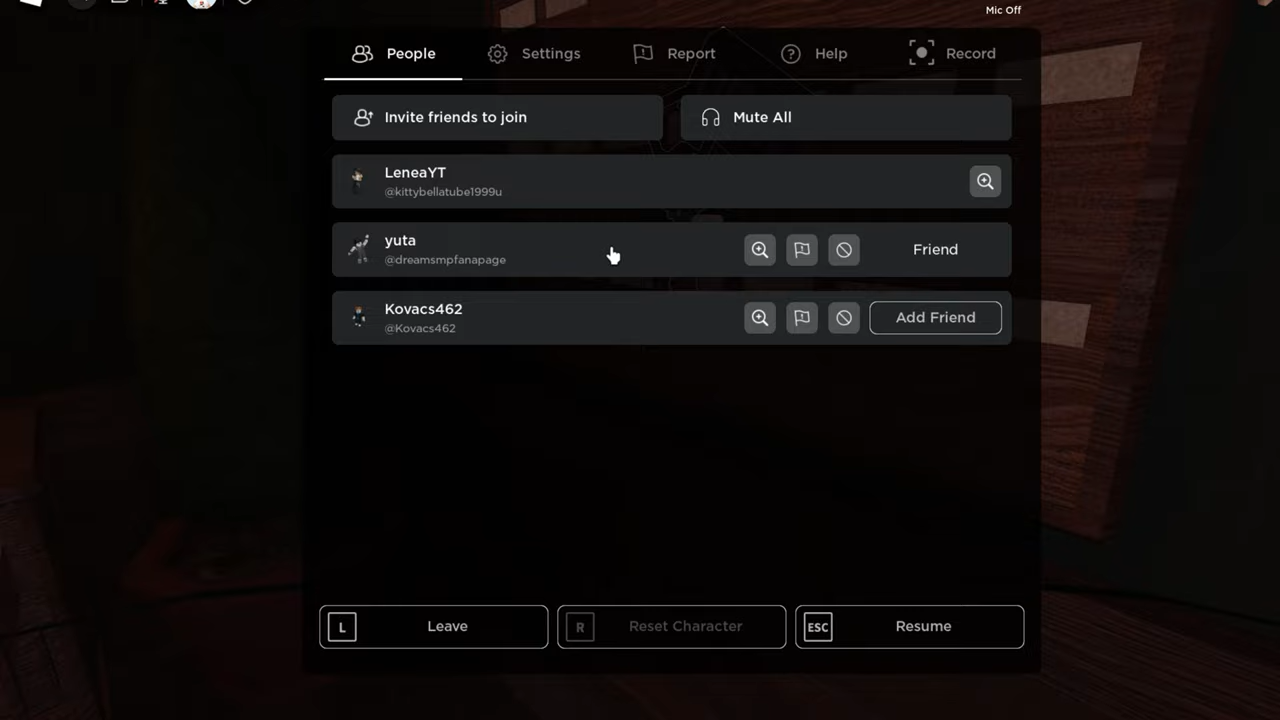 Mic Off
People Settings Report Help Record
Invite friends to join Mute All
LeneaYT
@kittybellatube1999u
yuta
@dreamsmpfanapage
Friend
Kovacs462
@Kovacs462
Add Friend
L Leave R Reset Character ESC Resume